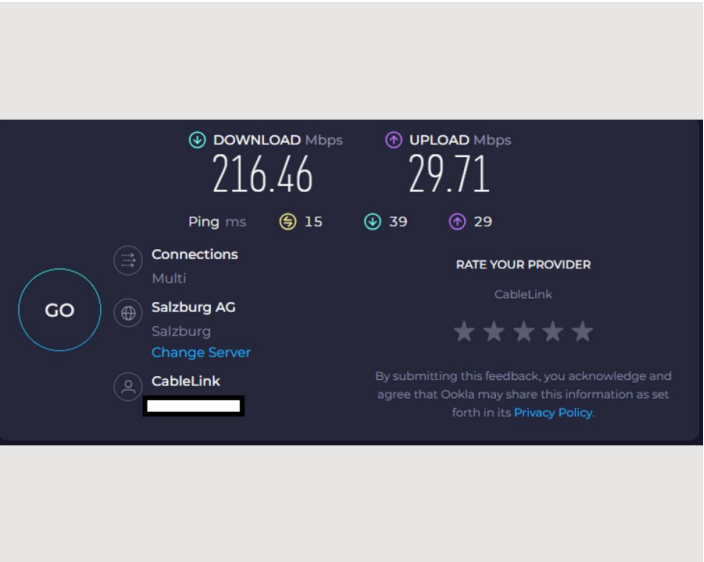 DOWNLOAD Mbps
216.46
UPLOAD Mbps
29.71
Ping ms 15 39 29
GO
Connections
Multi
Salzburg AG
Salzburg
Change Server
CableLink
RATE YOUR PROVIDER
CableLink
By submitting this feedback, you acknowledge and
agree that Ookla may share this information as set
forth in its Privacy Policy.